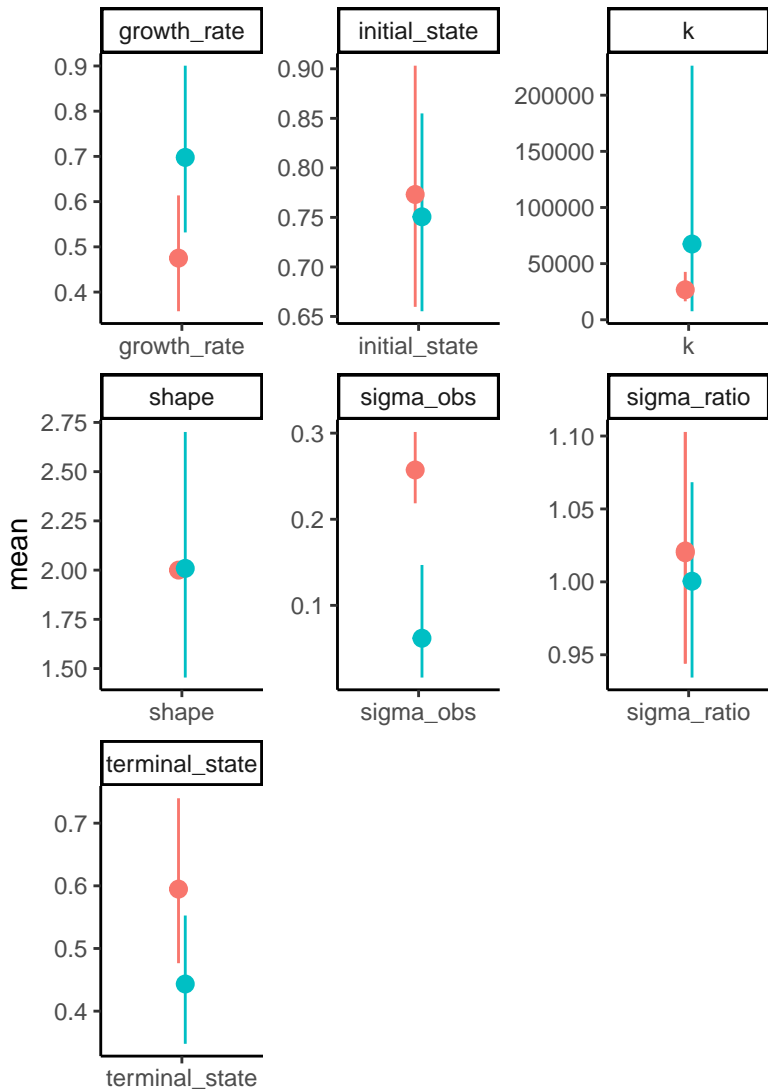 growth_rate
initial_state
k
0.9
0.8
0.7
0.6
0.5
0.4
0.90
0.85
0.80
0.75
0.70
0.65
200000
150000
100000
50000
0
growth_rate
initial_state
k
shape
sigma_obs
sigma_ratio
mean
2.75
2.50
2.25
2.00
1.75
1.50
0.3
0.2
0.1
1.10
1.05
1.00
0.95
shape
sigma_obs
sigma_ratio
terminal_state
0.7
0.6
0.5
0.4
terminal_state